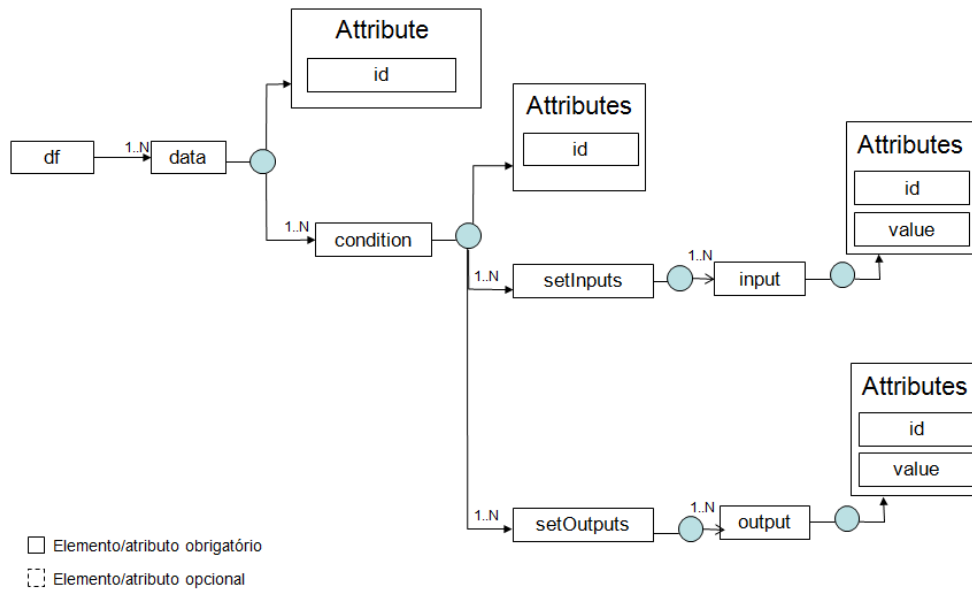 Attribute
id
Attributes
id
Attributes
id
value
1..N
df
data
1..N
condition
1..N
setInputs
1..N
input
Attributes
id
value
1..N
setOutputs
1..N
output
Elemento/atributo obrigatório
Elemento/atributo opcional